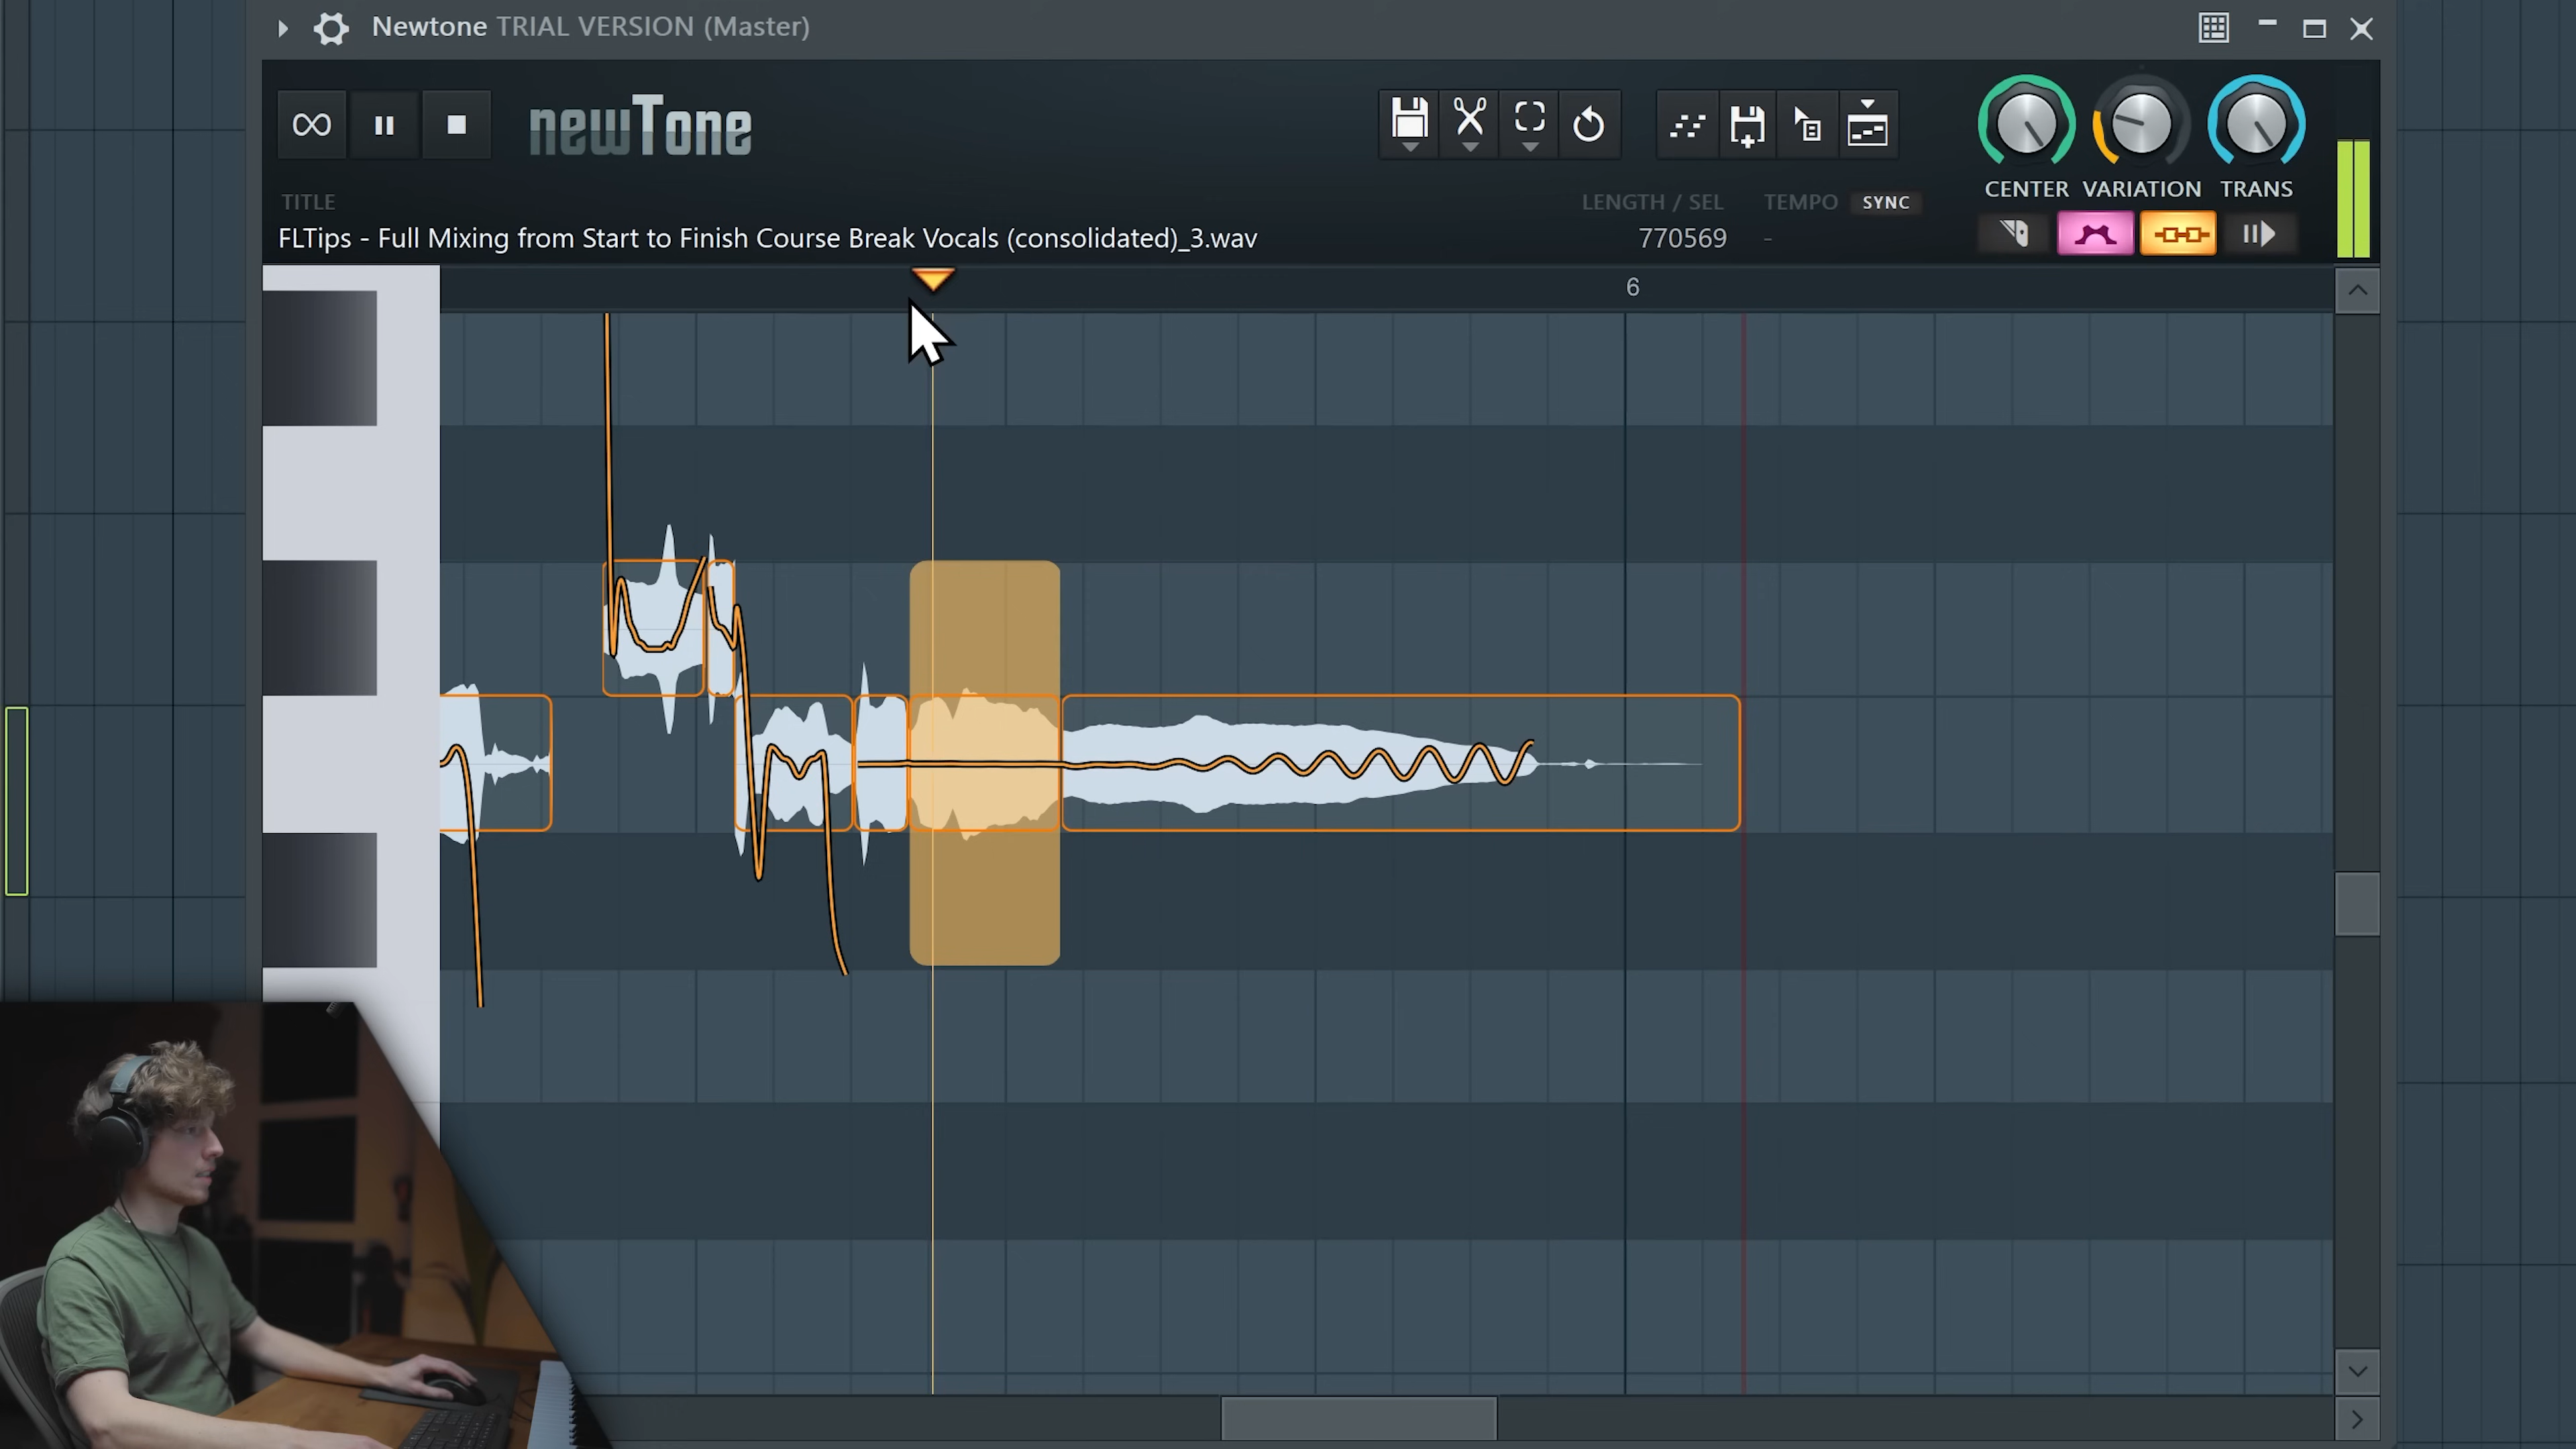 Newtone TRIAL VERSION (Master)
newTone
CENTER VARIATION TRANS
TITLE
LENGTH / SEL TEMPO SYNC
FLTips - Full Mixing from Start to Finish Course Break Vocals (consolidated)_3.wav
770569 -
6